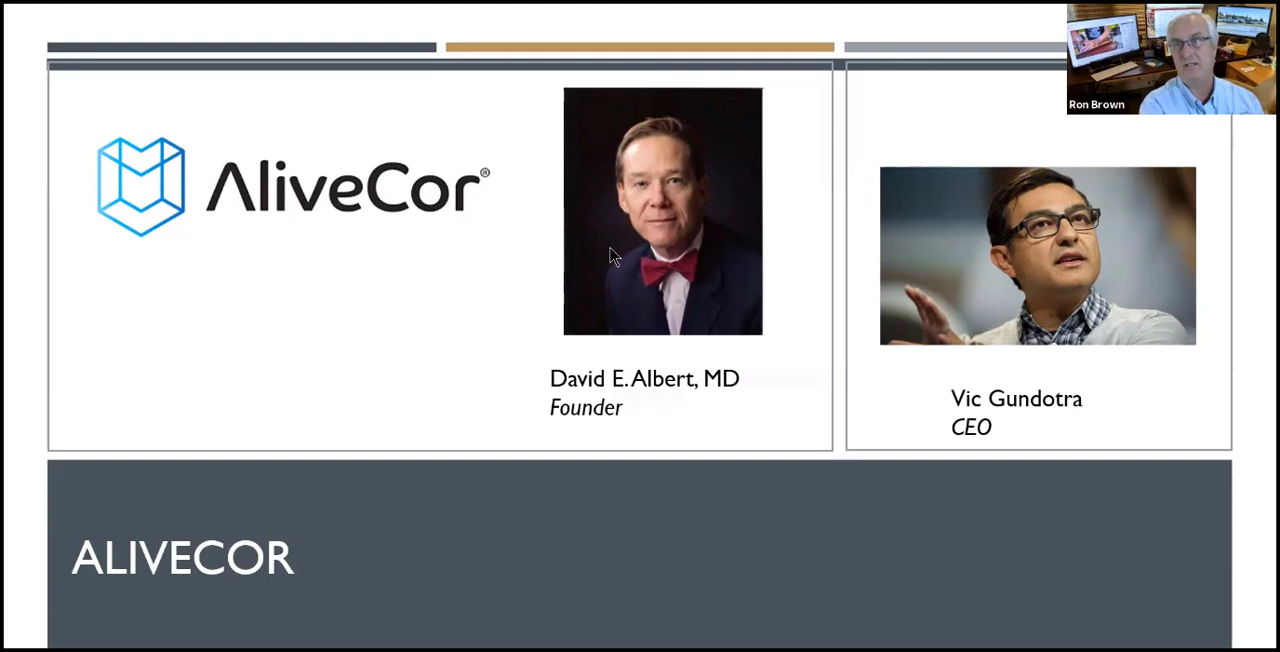 Ron Brown
AliveCor®
David E. Albert, MD
Founder
Vic Gundotra
CEO
ALIVECOR